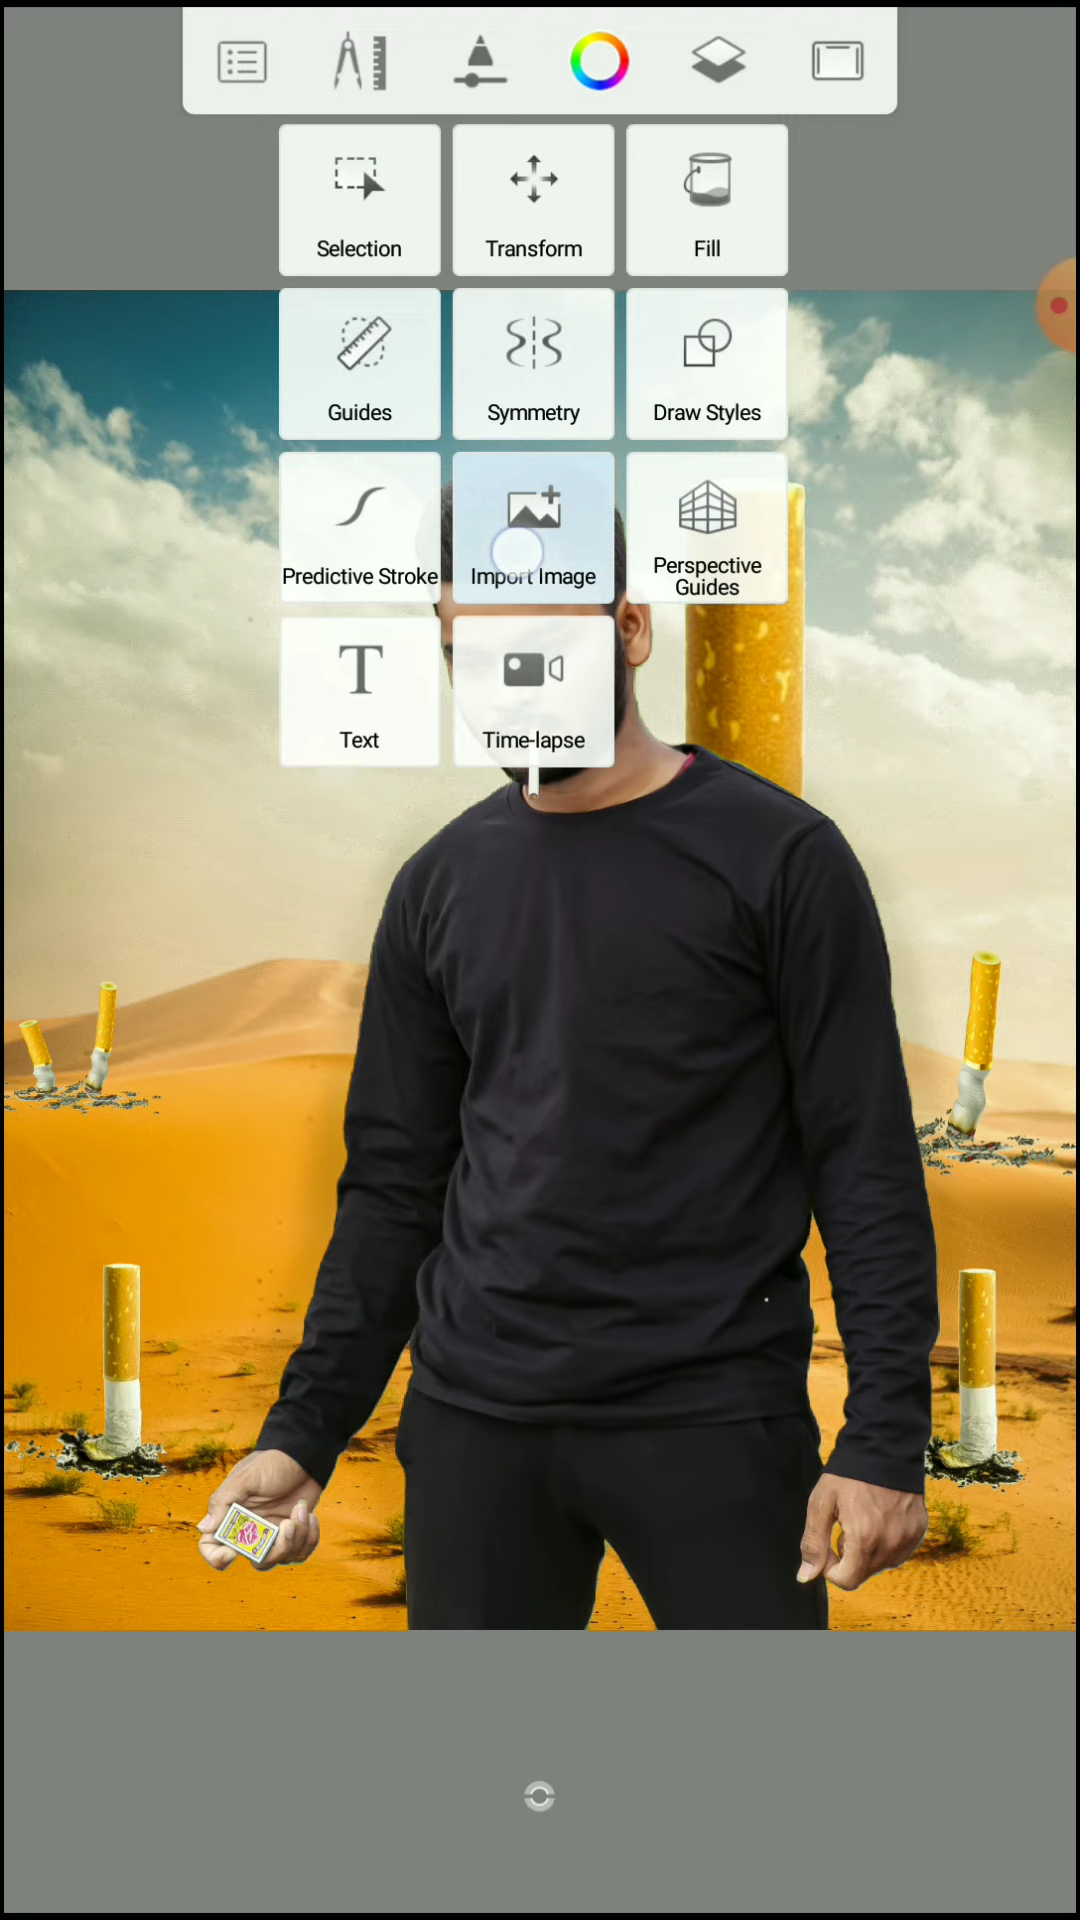 Selection
Transform
Fill
Guides
Symmetry
Draw Styles
Predictive Stroke
Import Image
Perspective
Guides
Text
Time-lapse